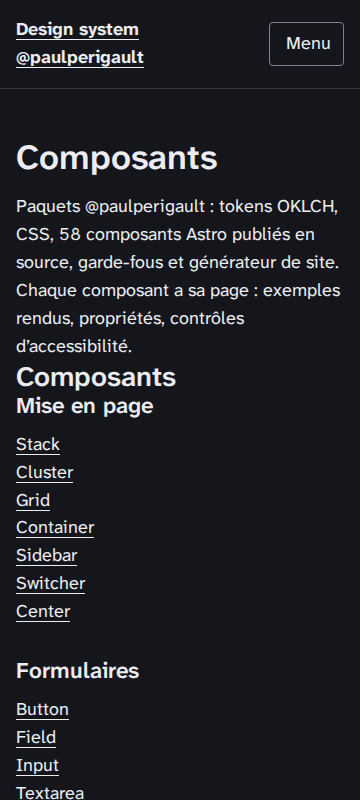 Design system
@paulperigault
Menu
Composants
Paquets @paulperigault : tokens OKLCH,
CSS, 58 composants Astro publiés en
source, garde-fous et générateur de site.
Chaque composant a sa page : exemples
rendus, propriétés, contrôles
d’accessibilité.
Composants
Mise en page
Stack
Cluster
Grid
Container
Sidebar
Switcher
Center
Formulaires
Button
Field
Input
Textarea